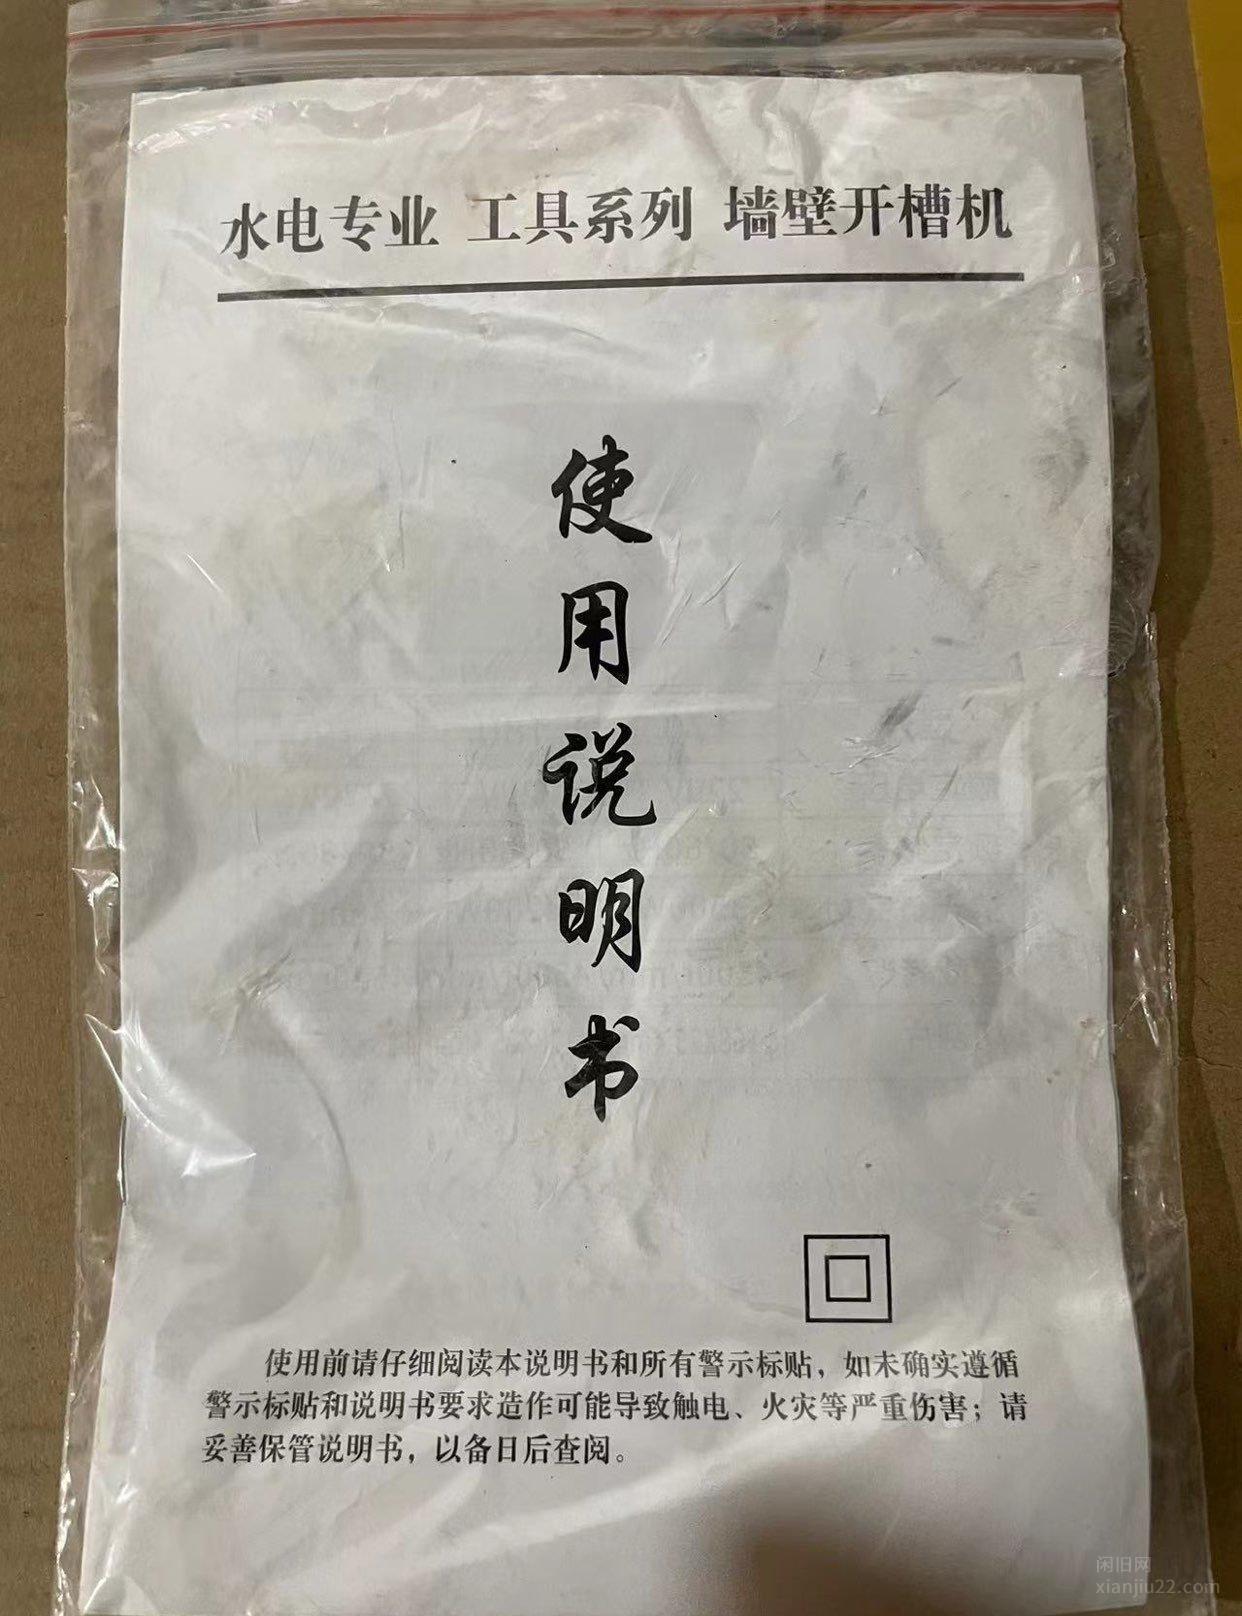 水电专业 工具系列 墙壁开槽机
使
用
说
明
书
使用前请仔细阅读本说明书和所有警示标贴，如未确实遵循
警示标贴和说明书要求造作可能导致触电、火灾等严重伤害；请
妥善保管说明书，以备日后查阅。
闲旧网
xianjiu22.com